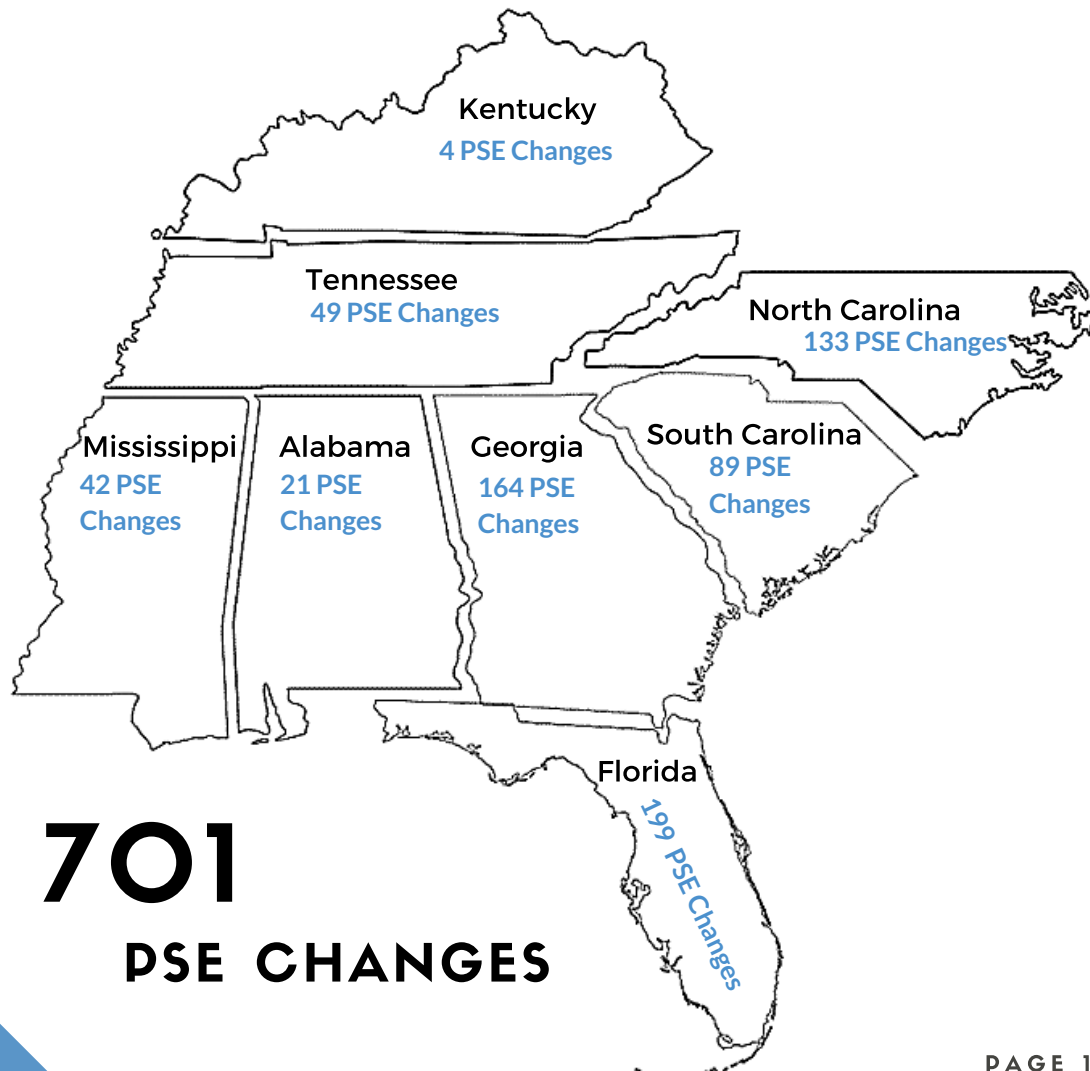 Kentucky
4 PSE Changes
Tennessee
49 PSE Changes
North Carolina
133 PSE Changes
Mississippi
42 PSE
Changes
Alabama
21 PSE
Changes
Georgia
164 PSE
Changes
South Carolina
89 PSE
Changes
Florida
199 PSE Changes
701
PSE CHANGES
PAGE 1